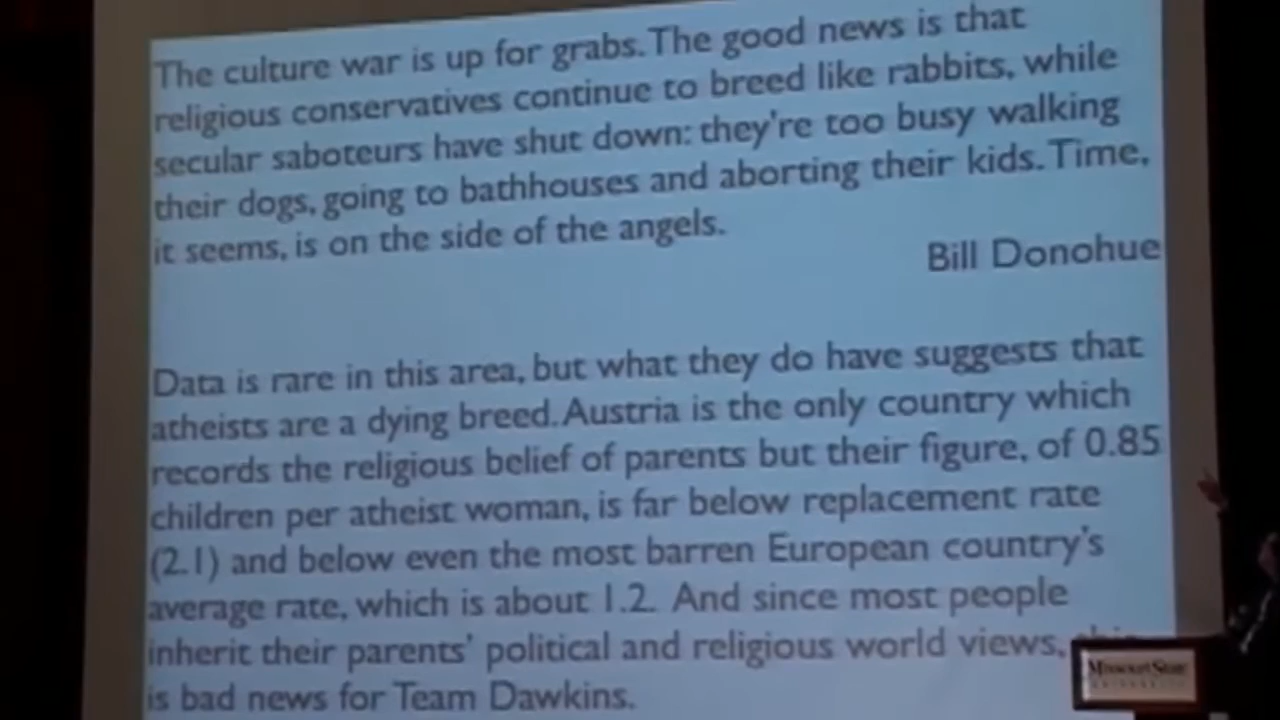 The culture war is up for grabs. The good news is that
religious conservatives continue to breed like rabbits, while
secular saboteurs have shut down: they're too busy walking
their dogs, going to bathhouses and aborting their kids. Time,
it seems, is on the side of the angels.
Bill Donohue
Data is rare in this area, but what they do have suggests that
atheists are a dying breed. Austria is the only country which
records the religious belief of parents but their figure, of 0.85
children per atheist woman, is far below replacement rate
(2.1) and below even the most barren European country's
average rate, which is about 1.2. And since most people
inherit their parents' political and religious world views,
is bad news for Team Dawkins.
Missouri State
UNIVERSITY